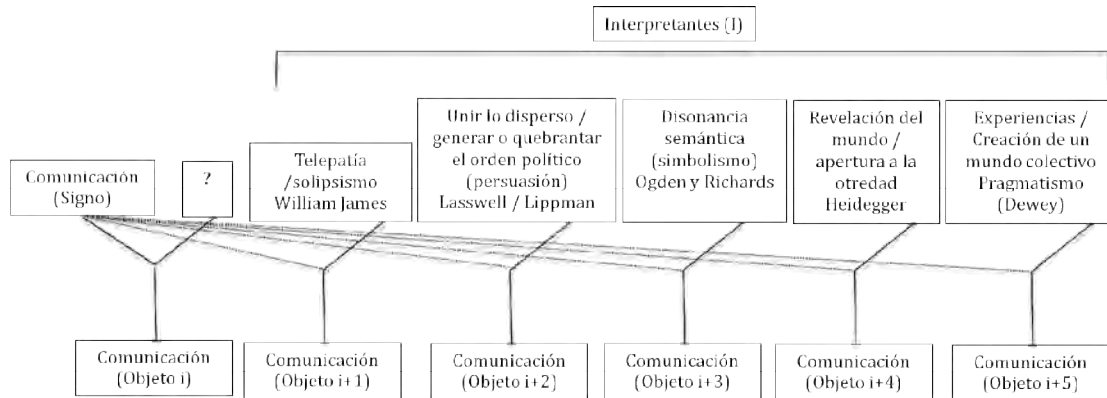 Interpretantes (I)
Comunicación
(Signo)
?
Telepatía
/solipsismo
William James
Unir lo disperso /
generar o quebrantar
el orden político
(persuasión)
Lasswell / Lippman
Disonancia
semántica
(simbolismo)
Ogden y Richards
Revelación del
mundo /
apertura a la
otredad
Heidegger
Experiencias /
Creación de un
mundo colectivo
Pragmatismo
(Dewey)
Comunicación
(Objeto i)
Comunicación
(Objeto i+1)
Comunicación
(Objeto i+2)
Comunicación
(Objeto i+3)
Comunicación
(Objeto i+4)
Comunicación
(Objeto i+5)